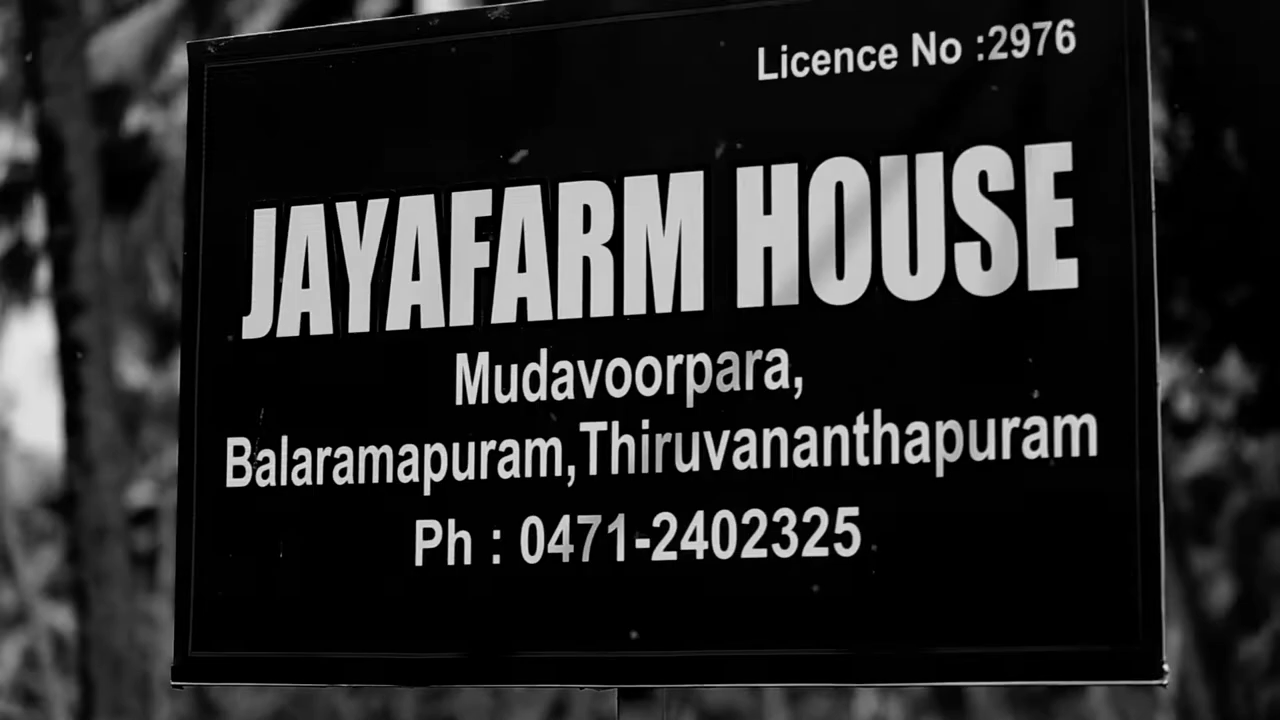 Licence No :2976
JAYAFARM HOUSE
Mudavoorpara,
Balaramapuram,Thiruvananthapuram
Ph : 0471-2402325